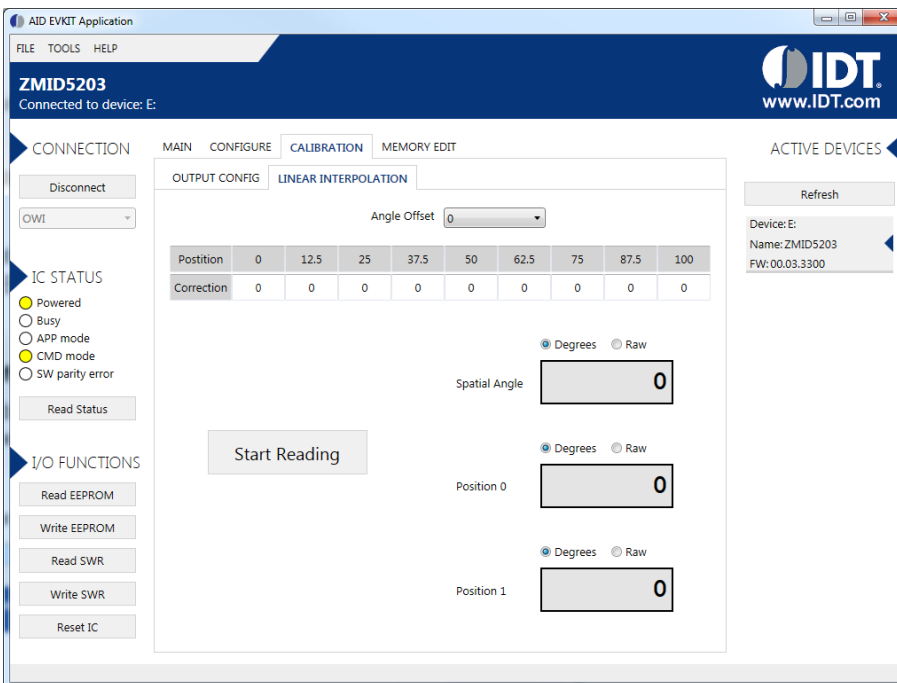 AID EVKIT Application
FILE TOOLS HELP
ZMID5203
Connected to device: E:
IDT
www.IDT.com
CONNECTION
Disconnect
OWI
IC STATUS
Powered
Busy
APP mode
CMD mode
SW parity error
Read Status
I/O FUNCTIONS
Read EEPROM
Write EEPROM
Read SWR
Write SWR
Reset IC
MAIN CONFIGURE CALIBRATION MEMORY EDIT
OUTPUT CONFIG LINEAR INTERPOLATION
Angle Offset 0
Postition 0 12.5 25 37.5 50 62.5 75 87.5 100
Correction 0 0 0 0 0 0 0 0 0
Start Reading
Degrees Raw
Spatial Angle 0
Degrees Raw
Position 0 0
Degrees Raw
Position 1 0
ACTIVE DEVICES
Refresh
Device: E:
Name: ZMID5203
FW: 00.03.3300